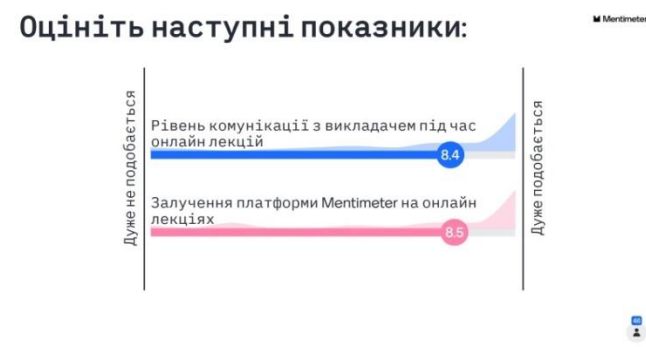 Оцініть наступні показники:
Mentimeter
Дуже не подобається
Рівень комунікації з викладачем під час
онлайн лекцій
8.4
Залучення платформи Mentimeter на онлайн
лекціях
8.5
Дуже подобається